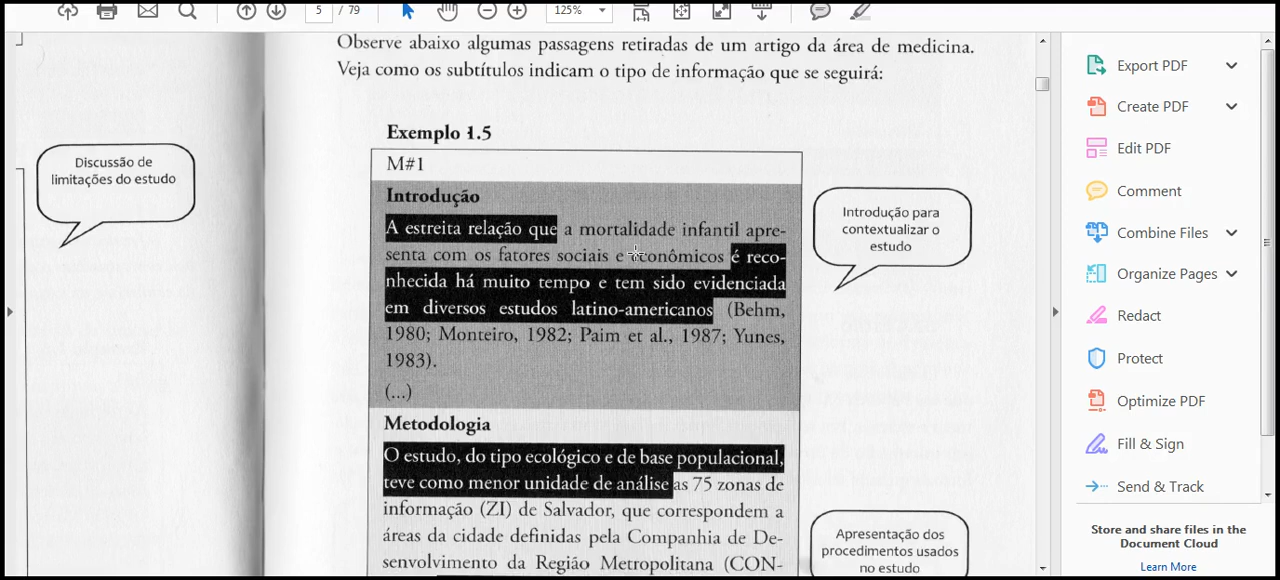 5 / 79
125%
Observe abaixo algumas passagens retiradas de um artigo da área de medicina.
Veja como os subtítulos indicam o tipo de informação que se seguirá:
Discussão de
limitações do estudo
Exemplo 1.5
M#1
Introdução
A estreita relação que a mortalidade infantil apre-
senta com os fatores sociais e econômicos é reco-
nhecida há muito tempo e tem sido evidenciada
em diversos estudos latino-americanos (Behm,
1980; Monteiro, 1982; Paim et al., 1987; Yunes,
1983).
(...)
Introdução para
contextualizar o
estudo
Metodologia
O estudo, do tipo ecológico e de base populacional,
teve como menor unidade de análise as 75 zonas de
informação (ZI) de Salvador, que correspondem a
áreas da cidade definidas pela Companhia de De-
senvolvimento da Região Metropolitana (CON-
Apresentação dos
procedimentos usados
no estudo
Export PDF
Create PDF
Edit PDF
Comment
Combine Files
Organize Pages
Redact
Protect
Optimize PDF
Fill & Sign
Send & Track
Store and share files in the
Document Cloud
Learn More